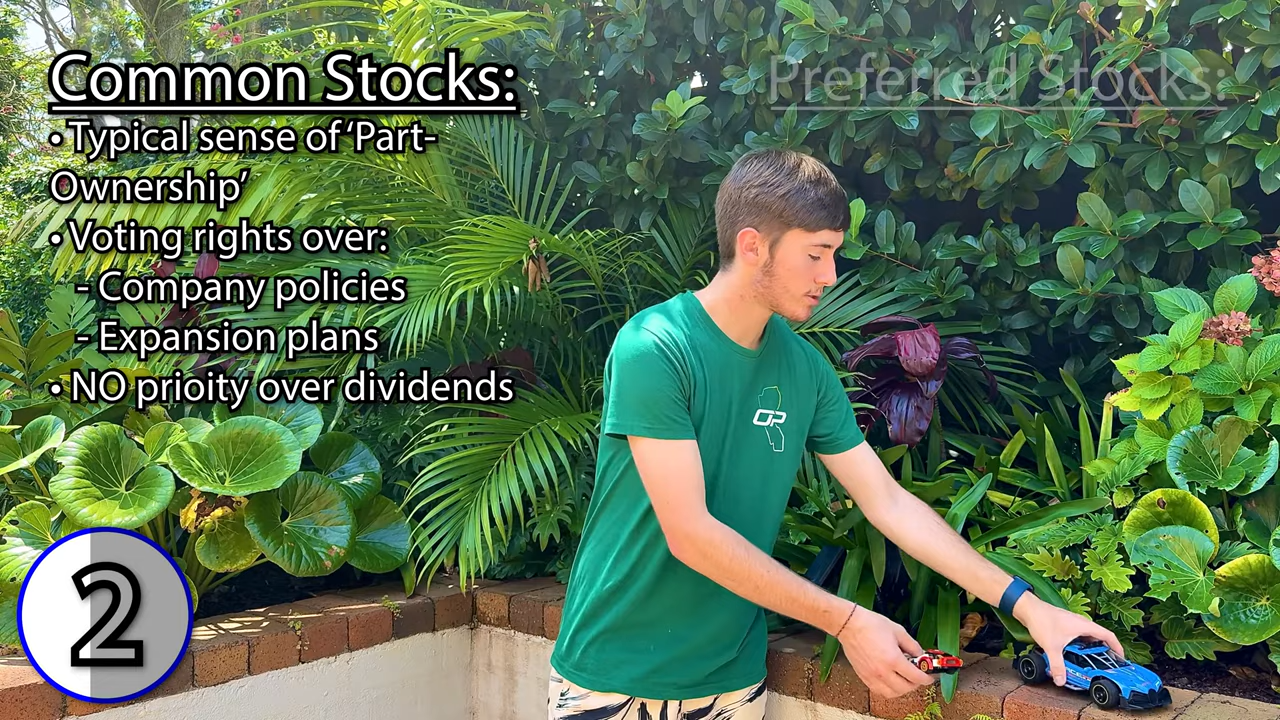 Common Stocks:
• Typical sense of 'Part-
Ownership'
• Voting rights over:
- Company policies
- Expansion plans
• NO prioity over dividends
Preferred Stocks:
OP
2